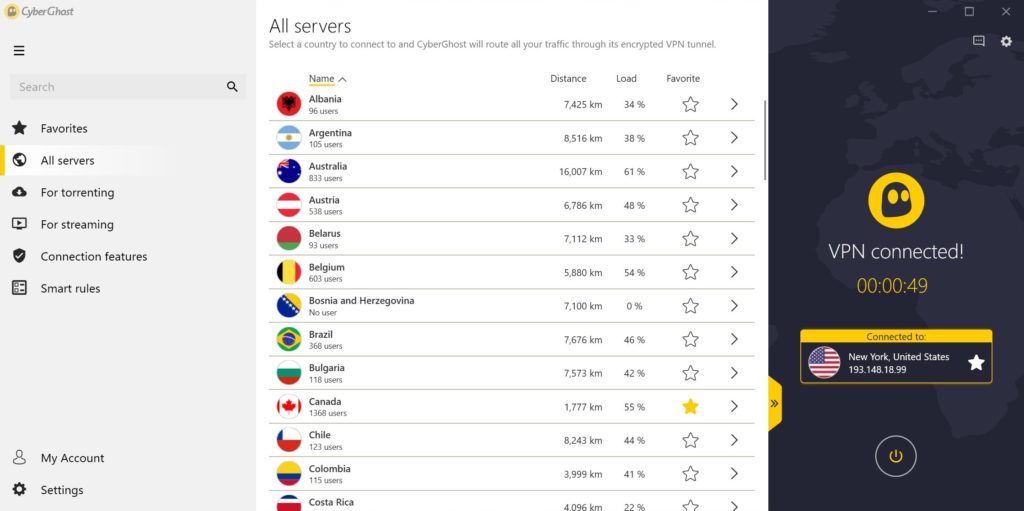 CyberGhost
Search
Favorites
All servers
For torrenting
For streaming
Connection features
Smart rules
My Account
Settings
All servers
Select a country to connect to and CyberGhost will route all your traffic through its encrypted VPN tunnel.
Name Distance Load Favorite
Albania
96 users
7,425 km 34 %
Argentina
105 users
8,516 km 38 %
Australia
833 users
16,007 km 61 %
Austria
538 users
6,786 km 48 %
Belarus
93 users
7,112 km 33 %
Belgium
603 users
5,880 km 54 %
Bosnia and Herzegovina
No user
7,100 km 0 %
Brazil
368 users
7,676 km 46 %
Bulgaria
118 users
7,573 km 42 %
Canada
1368 users
1,777 km 55 %
Chile
123 users
8,243 km 44 %
Colombia
115 users
3,999 km 41 %
Costa Rica
4,096 km 22 %
VPN connected!
00:00:49
Connected to:
New York, United States
193.148.18.99